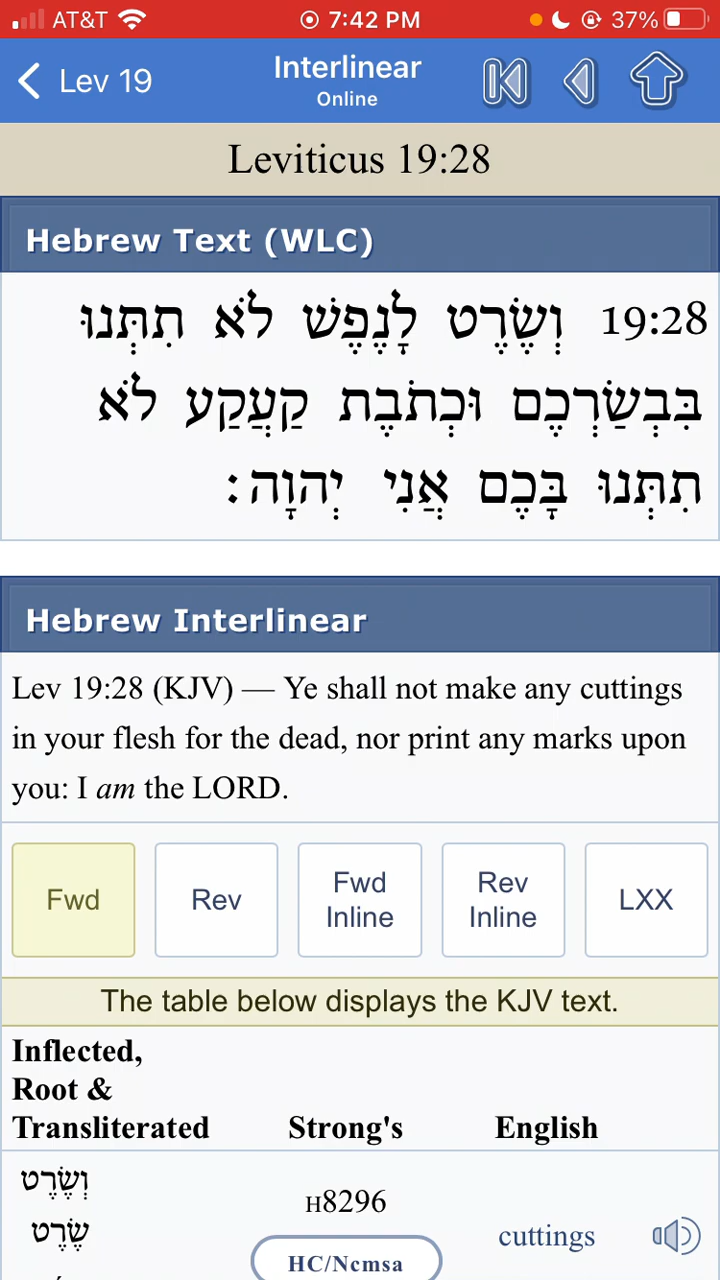 AT&T 7:42 PM 37%
Lev 19 Interlinear
Online
Leviticus 19:28
Hebrew Text (WLC)
19:28 וְשֶׂרֶט לָנֶפֶשׁ לֹא תִתְּנוּ
בִּבְשַׂרְכֶם וּכְתֹבֶת קַעֲקַע לֹא
תִתְּנוּ בָּכֶם אֲנִי יְהוָה׃
Hebrew Interlinear
Lev 19:28 (KJV) — Ye shall not make any cuttings
in your flesh for the dead, nor print any marks upon
you: I am the LORD.
Fwd Rev Fwd Inline Rev Inline LXX
The table below displays the KJV text.
Inflected,
Root &
Transliterated Strong's English
וְשֶׂרֶט
H8296
שֶׂרֶט
cuttings
HC/Ncmsa